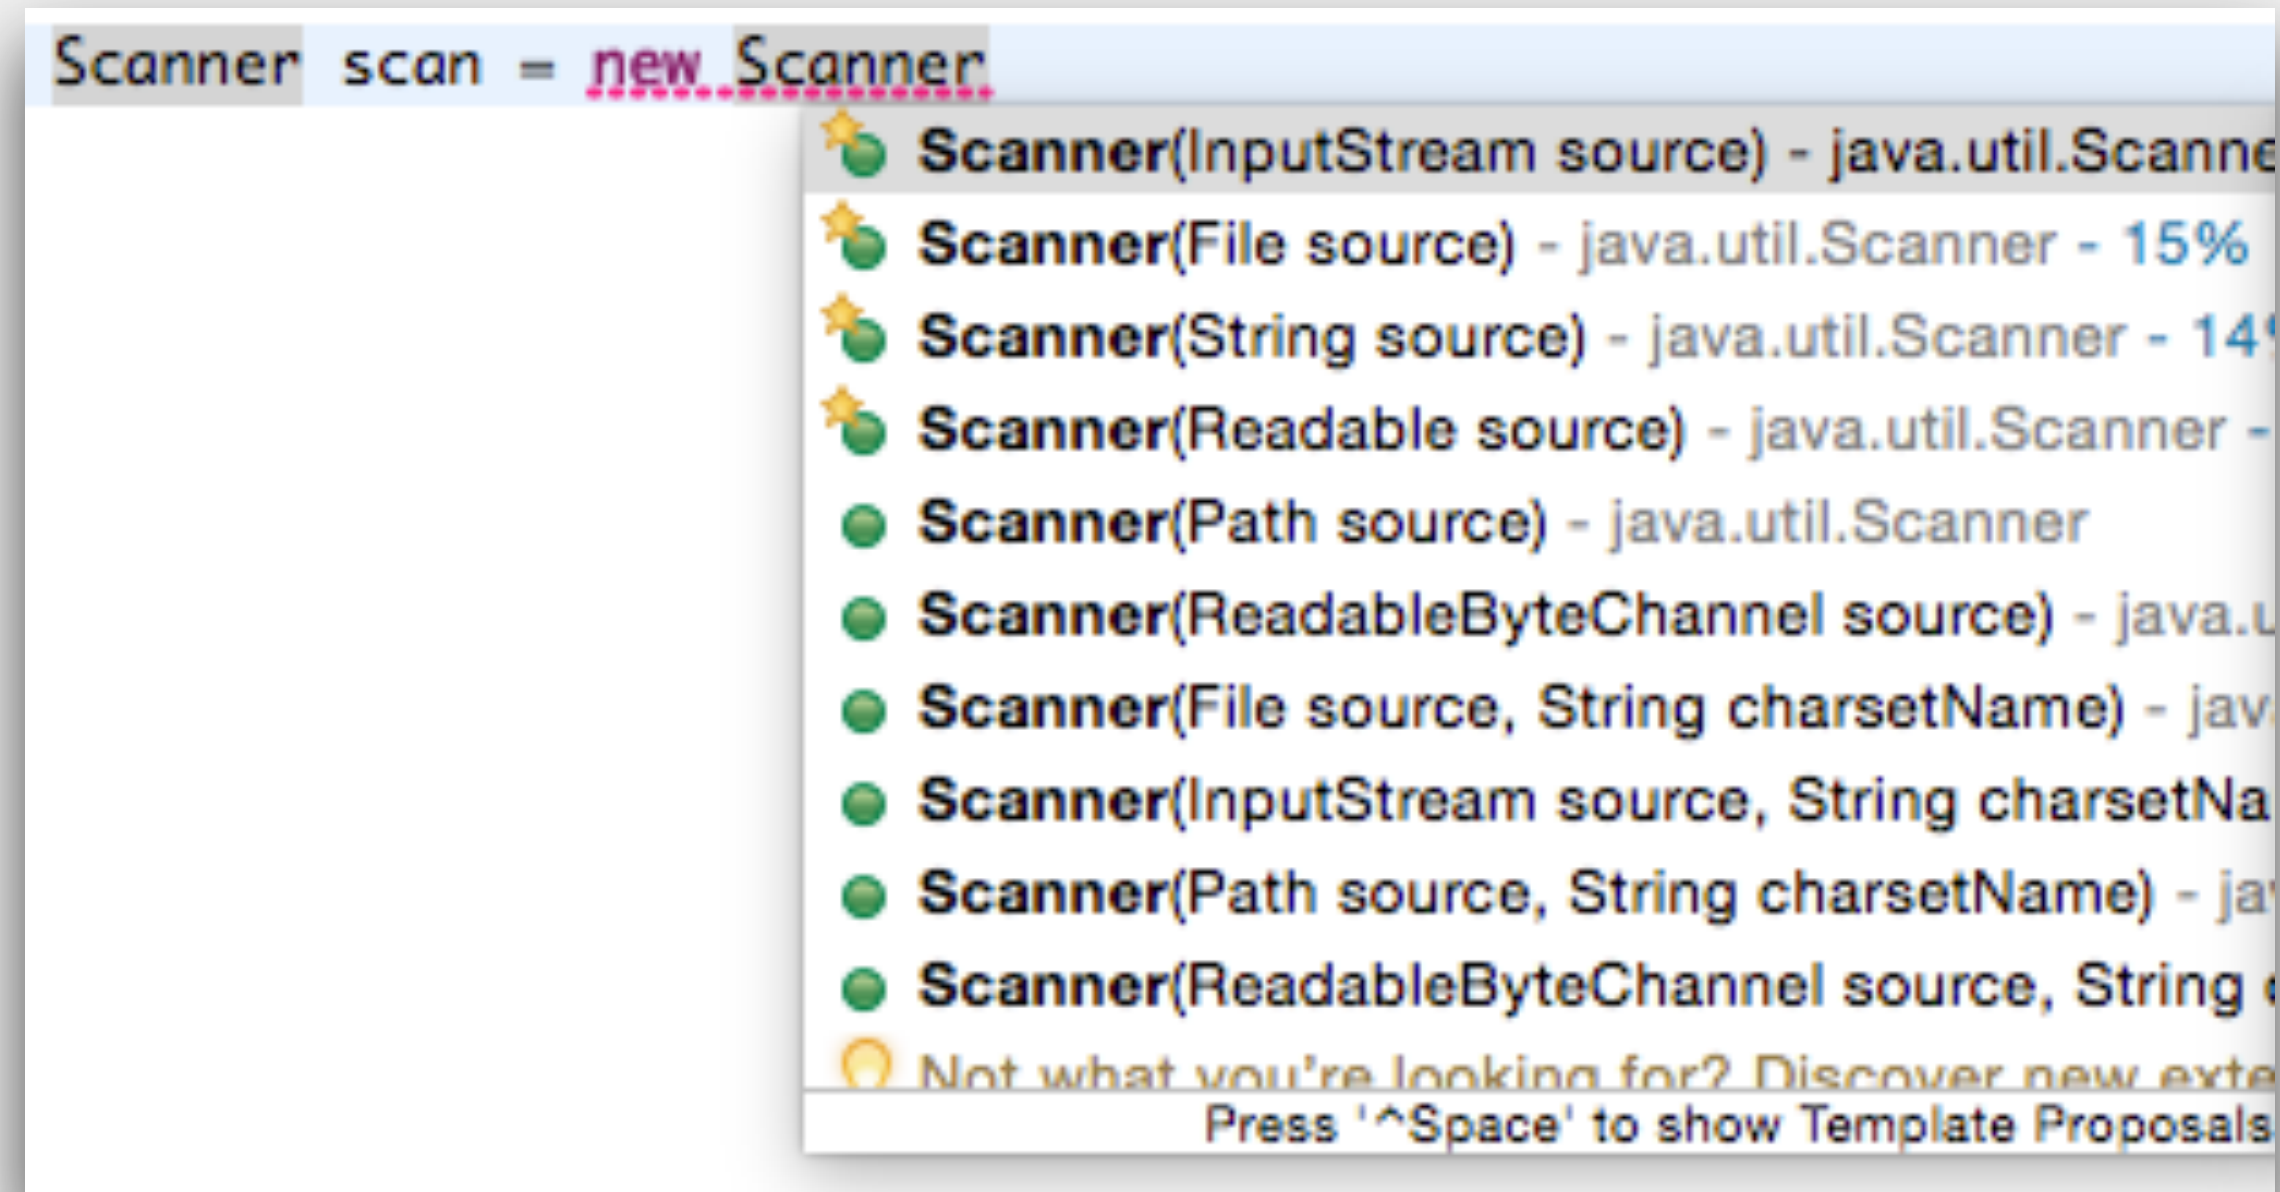 Scanner scan = new Scanner
Scanner(InputStream source) - java.util.Scanne
Scanner(File source) - java.util.Scanner - 15%
Scanner(String source) - java.util.Scanner - 14
Scanner(Readable source) - java.util.Scanner -
Scanner(Path source) - java.util.Scanner
Scanner(ReadableByteChannel source) - java.u
Scanner(File source, String charsetName) - jav
Scanner(InputStream source, String charsetNa
Scanner(Path source, String charsetName) - ja
Scanner(ReadableByteChannel source, String
Not what you're looking for? Discover new exte
Press '^Space' to show Template Proposals